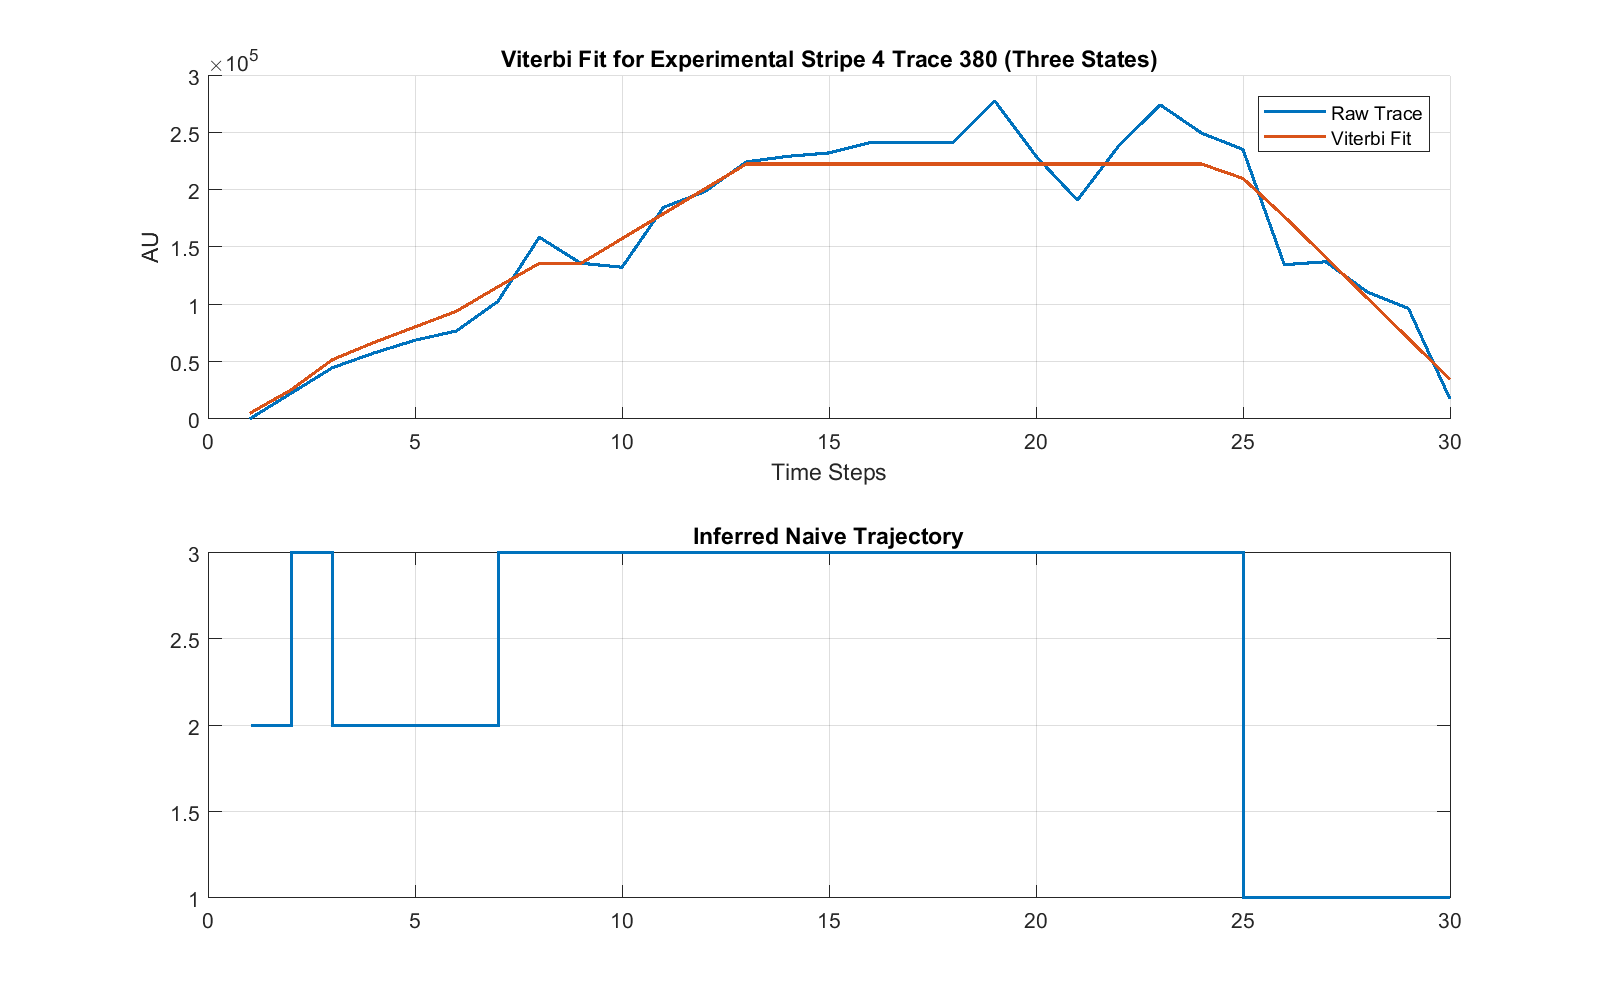 Viterbi Fit for Experimental Stripe 4 Trace 380 (Three States)
×10^5
3
2.5
2
1.5
1
0.5
0
AU
Raw Trace
Viterbi Fit
0 5 10 15 20 25 30
Time Steps
Inferred Naive Trajectory
3
2.5
2
1.5
1
0 5 10 15 20 25 30